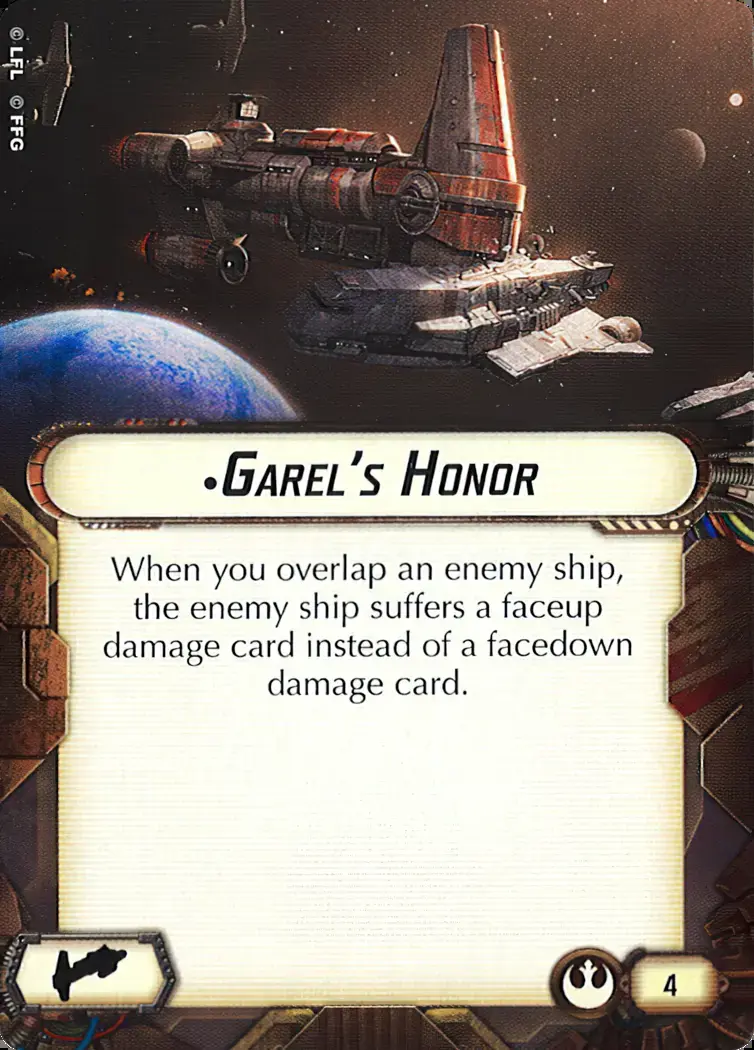 © LFL © FFG
•GAREL'S HONOR
When you overlap an enemy ship,
the enemy ship suffers a faceup
damage card instead of a facedown
damage card.
4